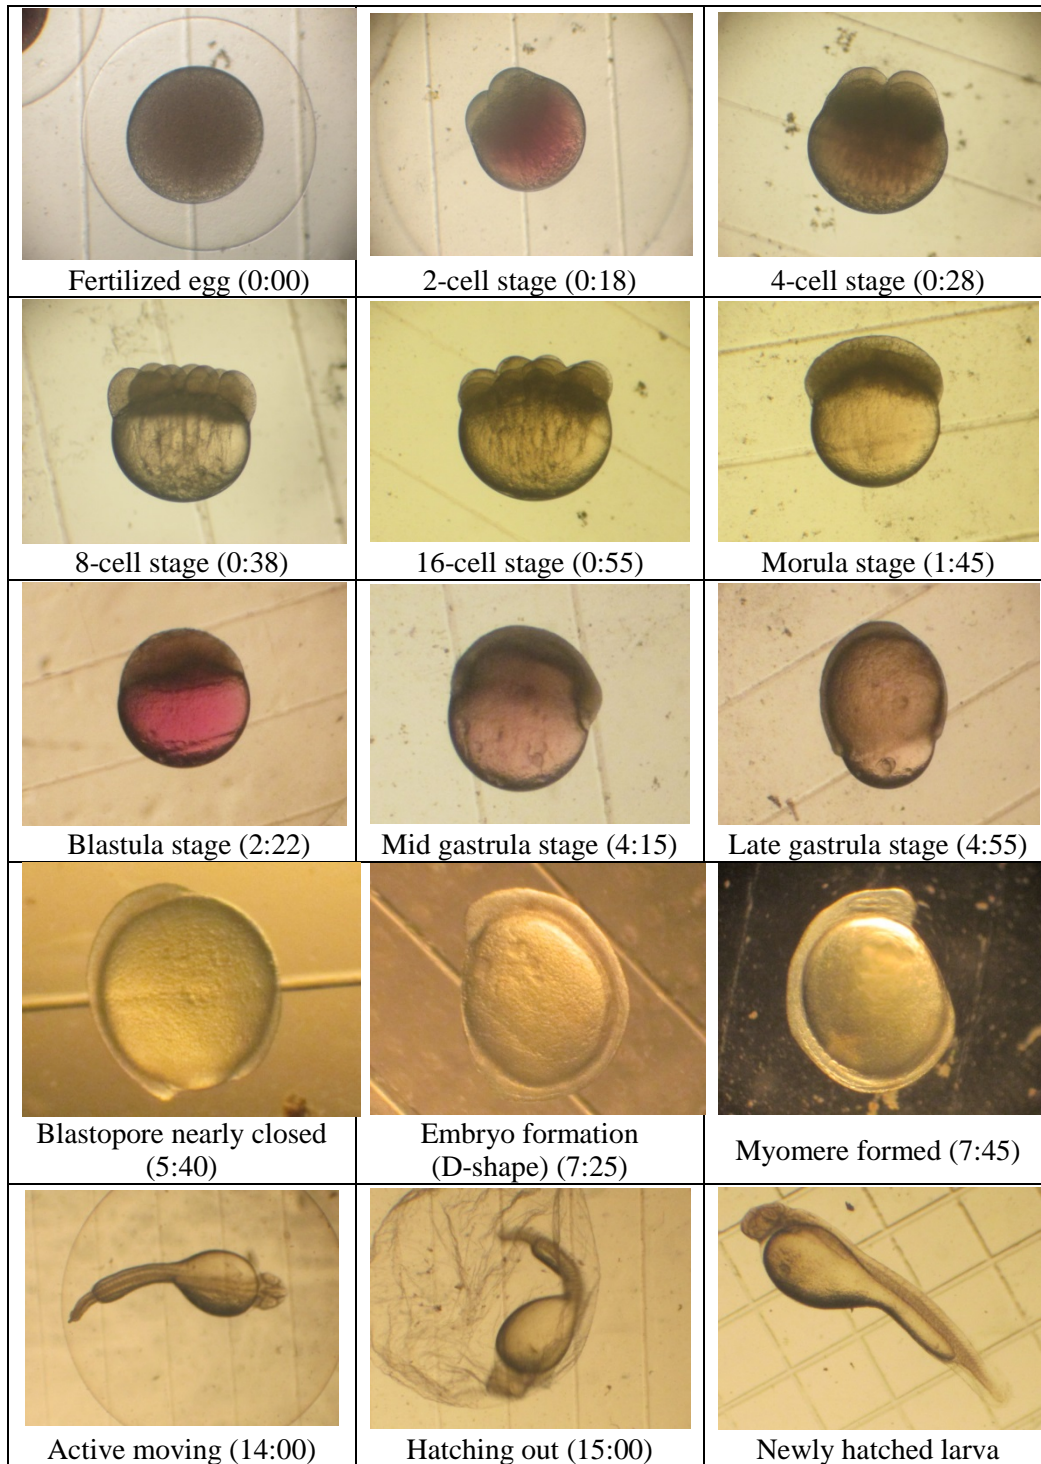 Fertilized egg (0:00)
2-cell stage (0:18)
4-cell stage (0:28)
8-cell stage (0:38)
16-cell stage (0:55)
Morula stage (1:45)
Blastula stage (2:22)
Mid gastrula stage (4:15)
Late gastrula stage (4:55)
Blastopore nearly closed
(5:40)
Embryo formation
(D-shape) (7:25)
Myomere formed (7:45)
Active moving (14:00)
Hatching out (15:00)
Newly hatched larva